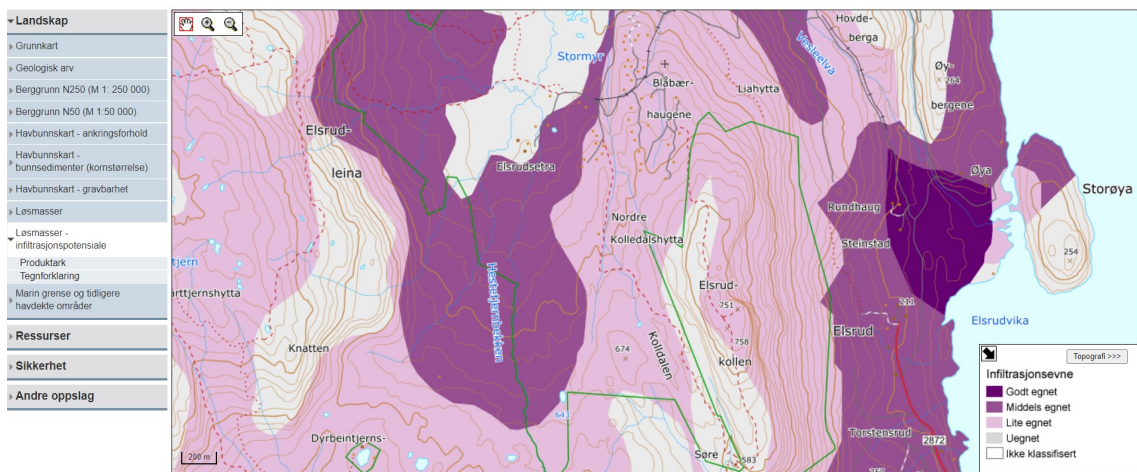 Landskap
Grunnkart
Geologisk arv
Berggrunn N250 (M 1: 250 000)
Berggrunn N50 (M 1:50 000)
Havbunnskart - ankringsforhold
Havbunnskart -
bunnsedimenter (kornstørrelse)
Havbunnskart - gravbarhet
Løsmasser
Løsmasser -
infiltrasjonspotensiale
Produktark
Tegnforklaring
Marin grense og tidligere
havdekte områder
Ressurser
Sikkerhet
Andre oppslag
Stormyr
Blåbær-
haugene
Liahytta
Vesleelva
Hovde-
berga
Øy-
264
bergene
Elsrud-
leina
Elsrudsetra
Øya
Storøya
Rundhaug
Nordre
Kolledalshytta
Steinstad
254
tjern
arttjernshytta
Hestetjernbekken
Elsrud-
751
758
kollen
211
Elsrud
Elsrudvika
Knatten
674
Kolldalen
643
Dyrbeintjerns-
Søre
583
Torstensrud
2872
200 m
Topografi >>>
Infiltrasjonsevne
Godt egnet
Middels egnet
Lite egnet
Uegnet
Ikke klassifisert